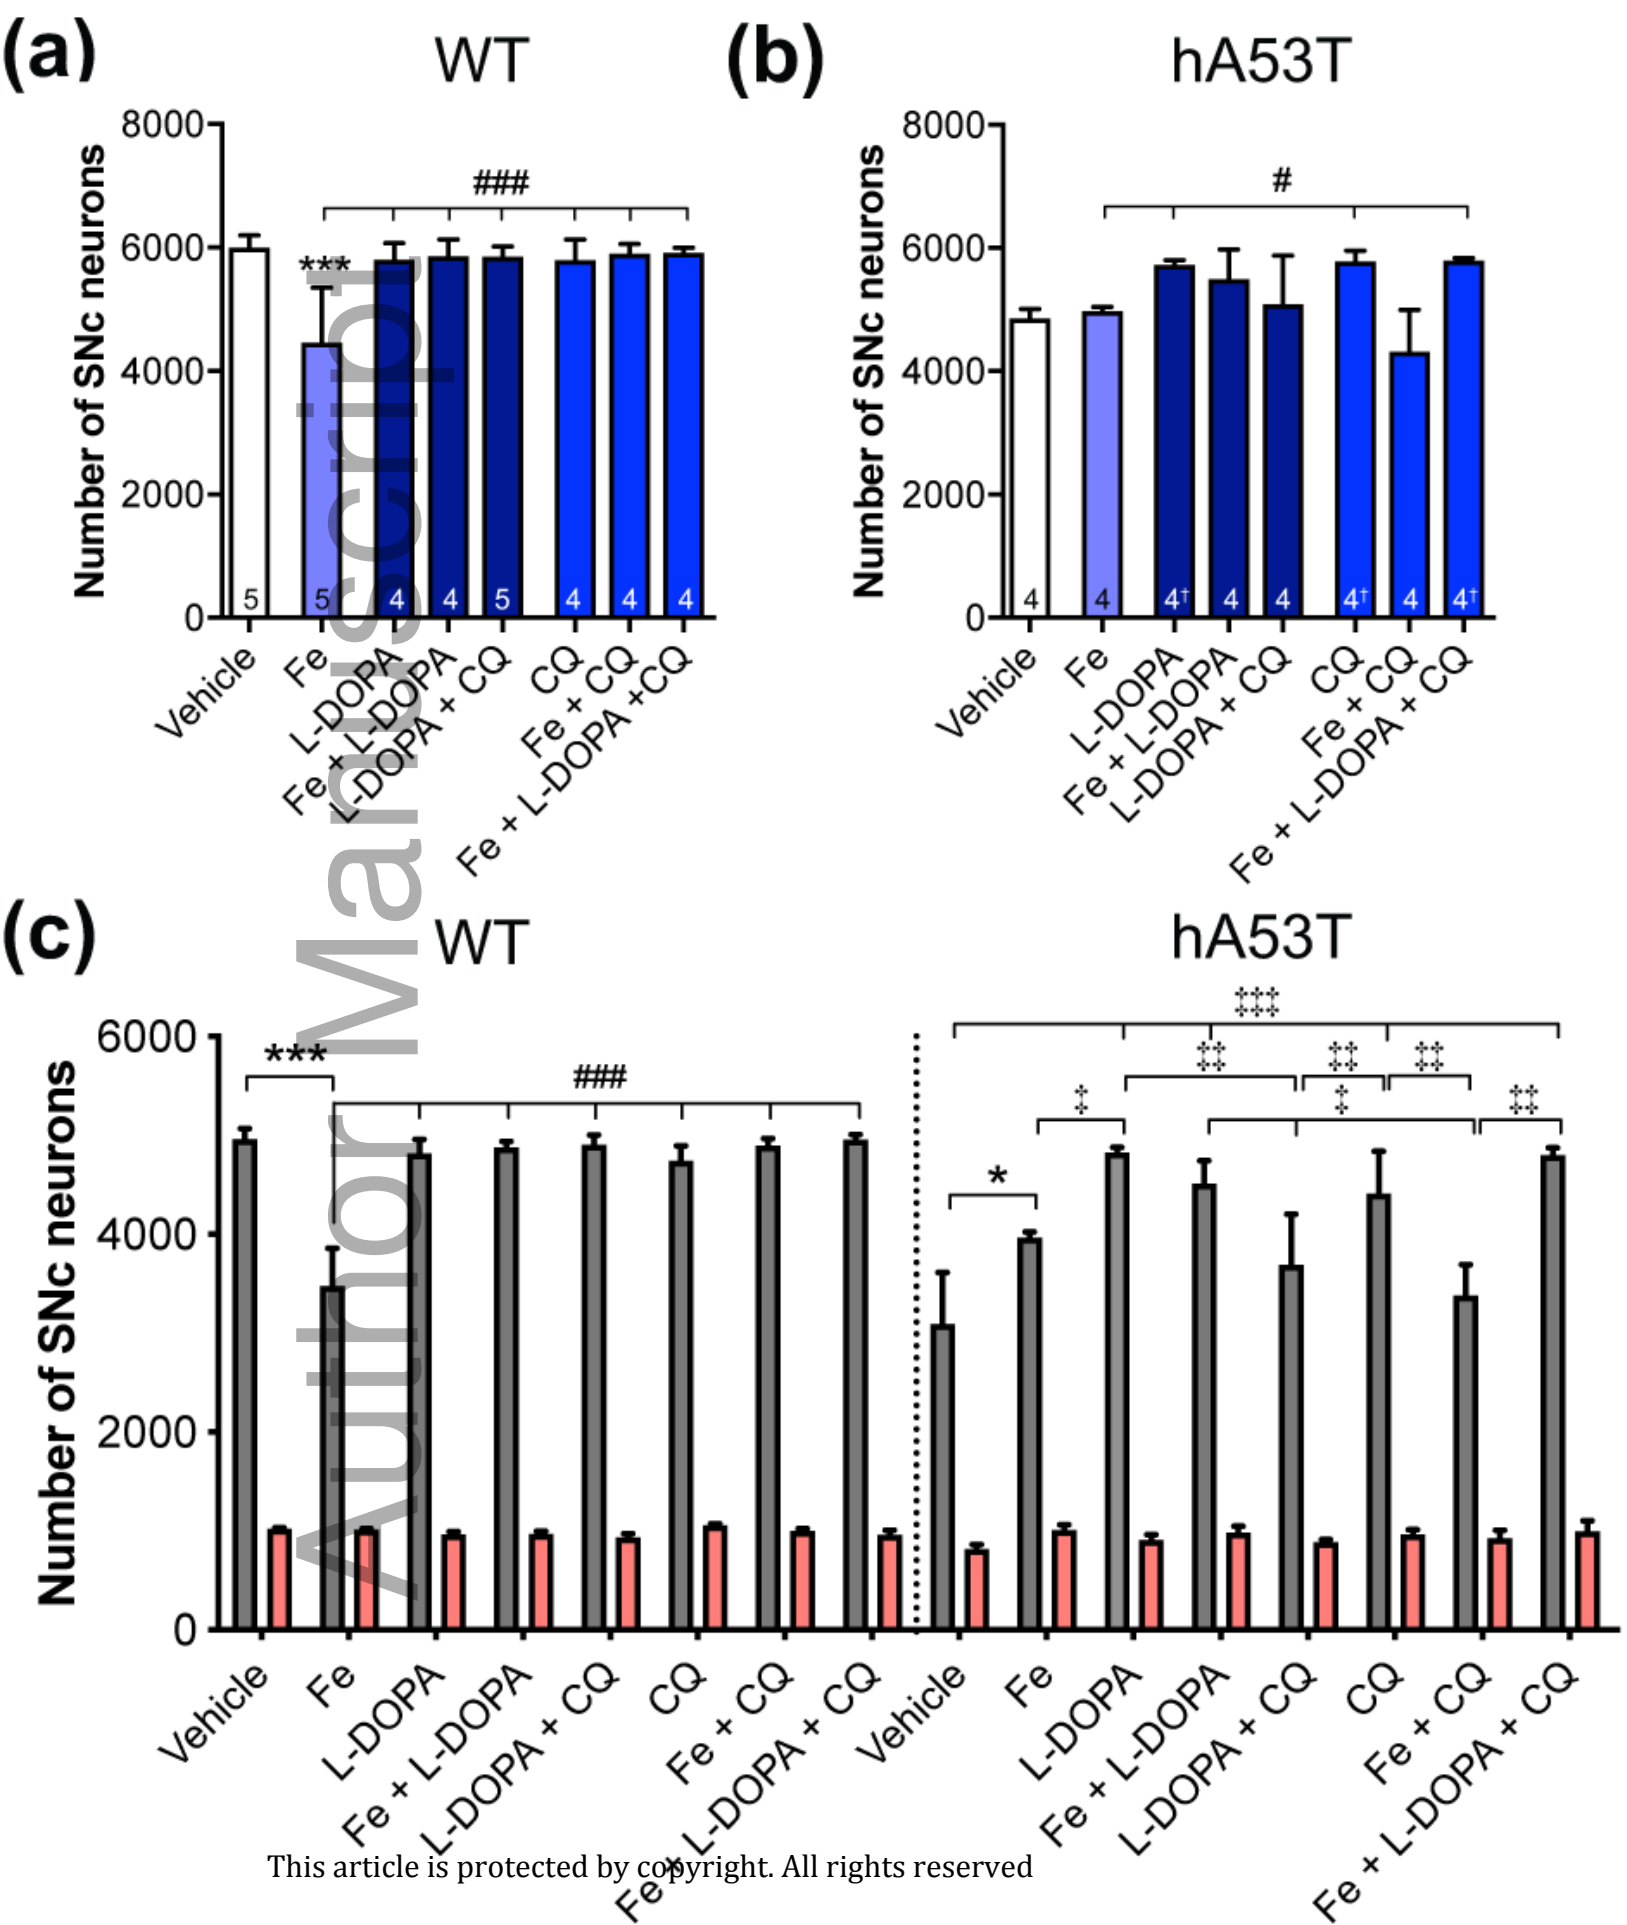 (a) WT
Number of SNc neurons
8000
6000
4000
2000
0
###
***
5 5 4 4 5 4 4 4
Vehicle
Fe
L-DOPA
Fe + L-DOPA
L-DOPA + CQ
CQ
Fe + CQ
Fe + L-DOPA +CQ
(b) hA53T
Number of SNc neurons
8000
6000
4000
2000
0
#
4 4 4† 4 4 4† 4 4†
Vehicle
Fe
L-DOPA
Fe + L-DOPA
L-DOPA + CQ
CQ
Fe + CQ
Fe + L-DOPA + CQ
(c) WT hA53T
Number of SNc neurons
6000
4000
2000
0
***
###
‡‡‡
‡‡ ‡‡ ‡‡
‡ ‡ ‡‡
*
Vehicle
Fe
L-DOPA
Fe + L-DOPA
L-DOPA + CQ
CQ
Fe + CQ
Fe + L-DOPA + CQ
Vehicle
Fe
L-DOPA
Fe + L-DOPA
L-DOPA + CQ
CQ
Fe + CQ
Fe + L-DOPA + CQ
Author Manuscript
This article is protected by copyright. All rights reserved